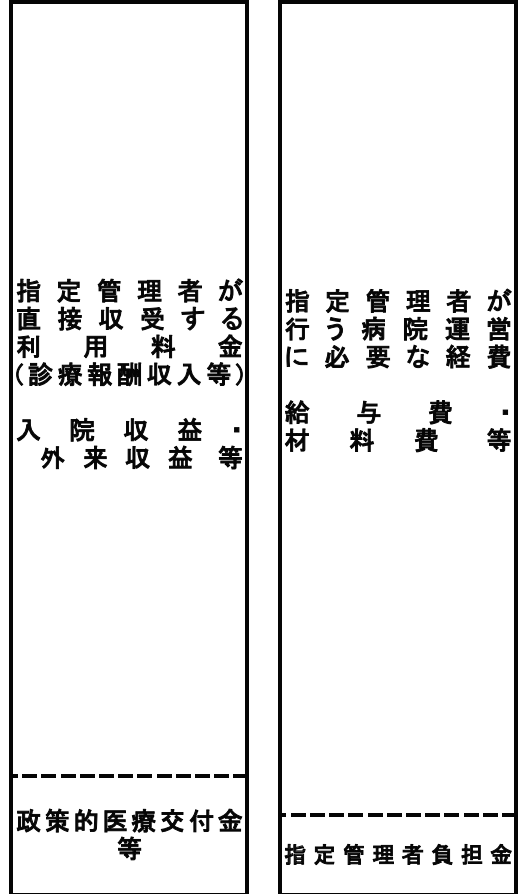 指定管理者が
直接収受する
利用料金
(診療報酬収入等)
入院収益・
外来収益等
政策的医療交付金
等
指定管理者が
行う病院運営
に必要な経費
給与費・
材料費等
指定管理者負担金